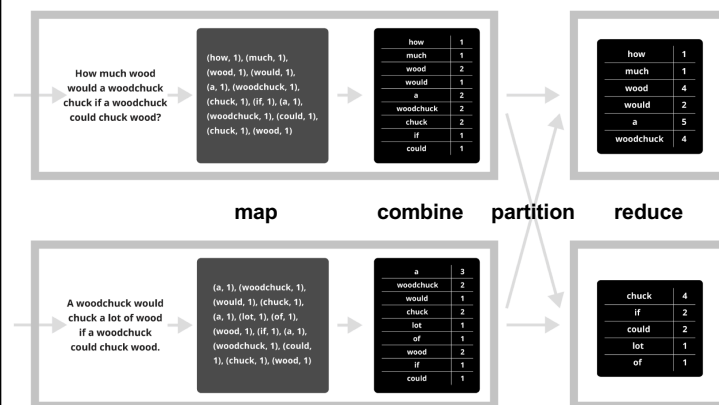 How much wood
would a woodchuck
chuck if a woodchuck
could chuck wood?
(how, 1), (much, 1),
(wood, 1), (would, 1),
(a, 1), (woodchuck, 1),
(chuck, 1), (if, 1), (a, 1),
(woodchuck, 1), (could, 1),
(chuck, 1), (wood, 1)
how 1
much 1
wood 2
would 1
a 2
woodchuck 2
chuck 2
if 1
could 1
how 1
much 1
wood 4
would 2
a 5
woodchuck 4
map combine partition reduce
A woodchuck would
chuck a lot of wood
if a woodchuck
could chuck wood.
(a, 1), (woodchuck, 1),
(would, 1), (chuck, 1),
(a, 1), (lot, 1), (of, 1),
(wood, 1), (if, 1), (a, 1),
(woodchuck, 1), (could,
1), (chuck, 1), (wood, 1)
a 3
woodchuck 2
would 1
chuck 2
lot 1
of 1
wood 2
if 1
could 1
chuck 4
if 2
could 2
lot 1
of 1